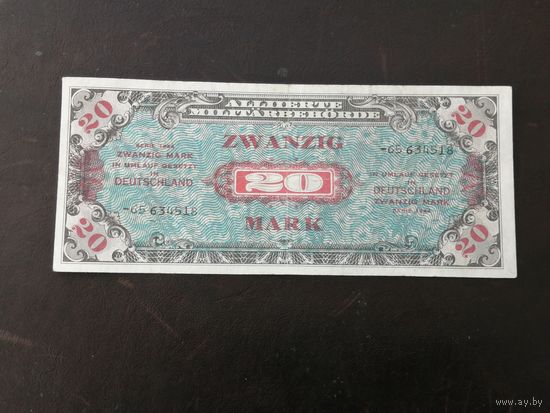 ALLIIERTE
MILITÄRBEHÖRDE
20
20
SERIE 1944
ZWANZIG MARK
IN UMLAUF GESETZT
IN
DEUTSCHLAND
ZWANZIG
20
MARK
IN UMLAUF GESETZT
IN
DEUTSCHLAND
ZWANZIG MARK
SERIE 1944
20
20
www.ay.by